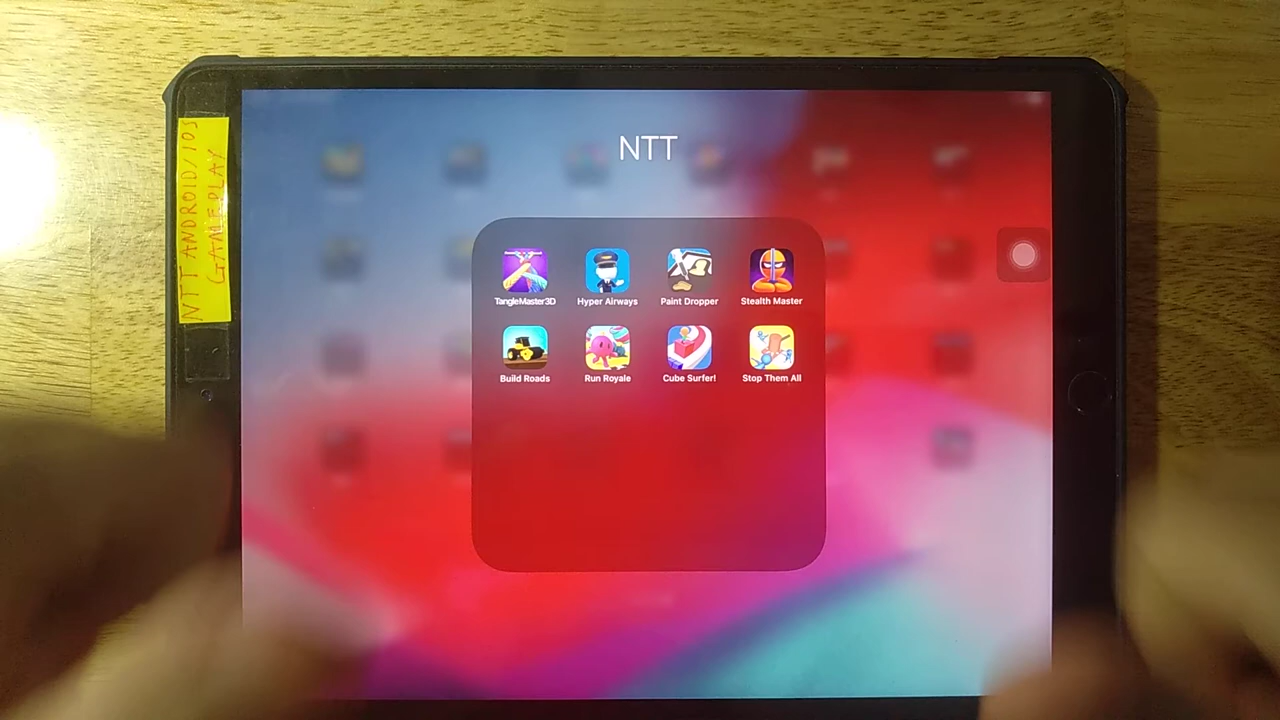 NTT
NTT ANDROID/IOS
GAMEPLAY
TangleMaster3D
Hyper Airways
Paint Dropper
Stealth Master
Build Roads
Run Royale
Cube Surfer!
Stop Them All